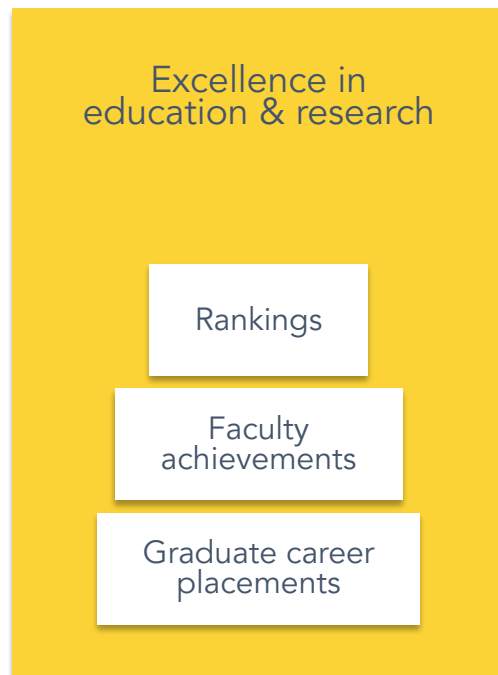 Excellence in
education & research
Rankings
Faculty
achievements
Graduate career
placements